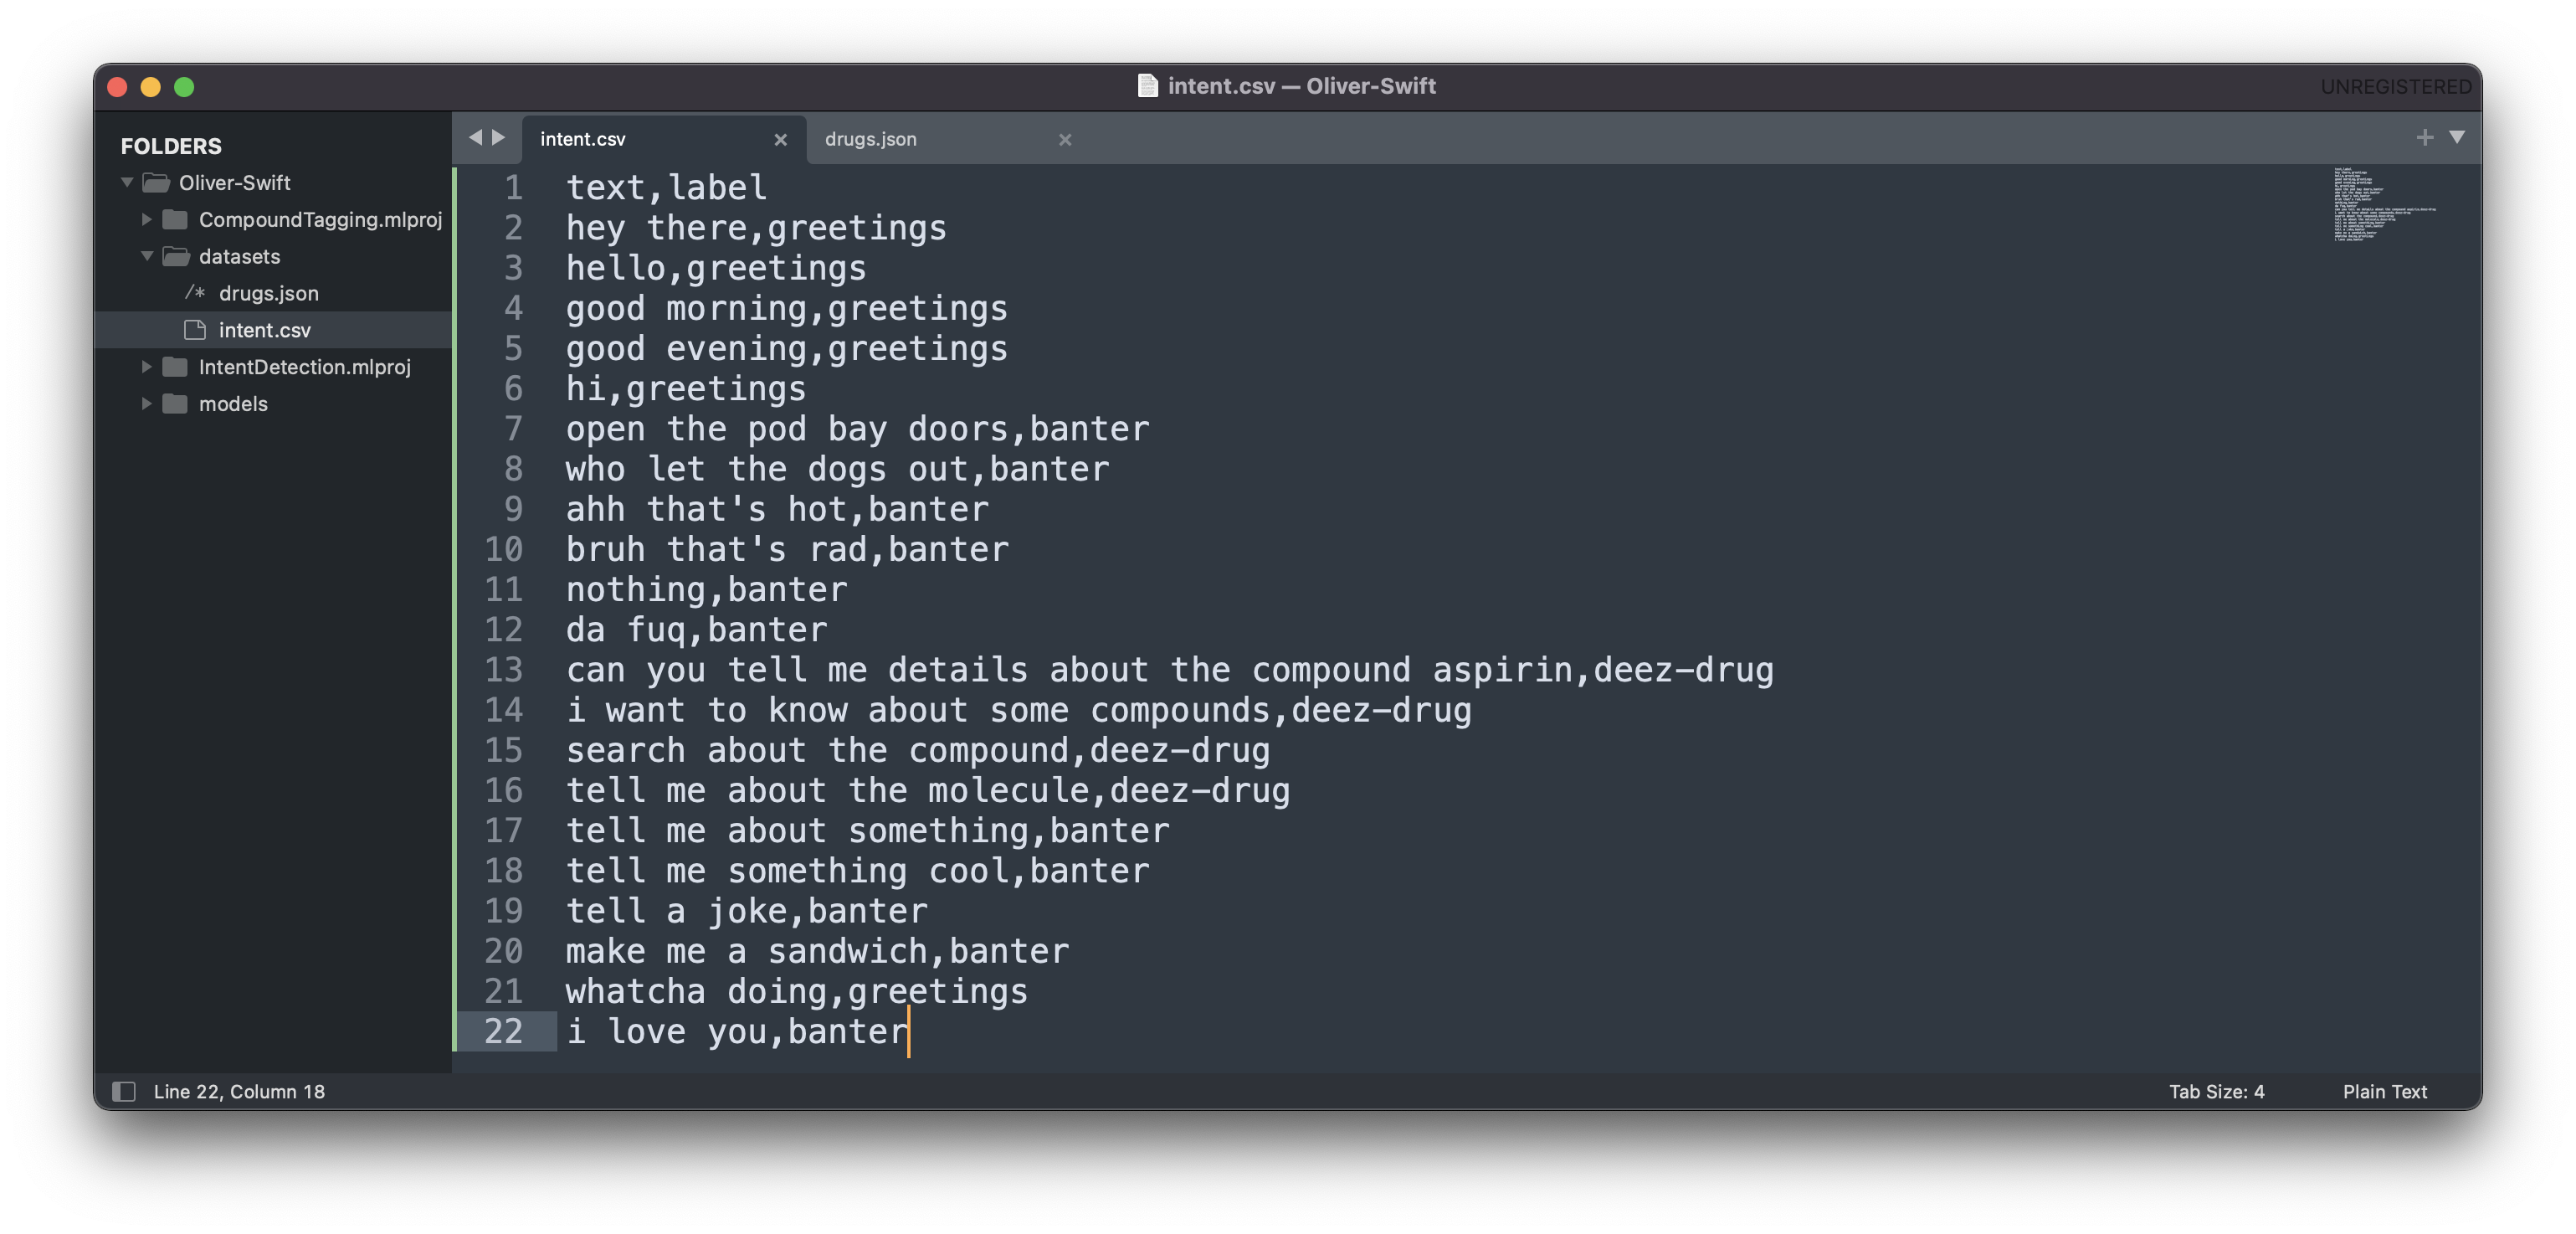 intent.csv — Oliver-Swift
UNREGISTERED
FOLDERS
Oliver-Swift
CompoundTagging.mlproj
datasets
/* drugs.json
intent.csv
IntentDetection.mlproj
models
intent.csv
drugs.json
1 text,label
2 hey there,greetings
3 hello,greetings
4 good morning,greetings
5 good evening,greetings
6 hi,greetings
7 open the pod bay doors,banter
8 who let the dogs out,banter
9 ahh that's hot,banter
10 bruh that's rad,banter
11 nothing,banter
12 da fuq,banter
13 can you tell me details about the compound aspirin,deez-drug
14 i want to know about some compounds,deez-drug
15 search about the compound,deez-drug
16 tell me about the molecule,deez-drug
17 tell me about something,banter
18 tell me something cool,banter
19 tell a joke,banter
20 make me a sandwich,banter
21 whatcha doing,greetings
22 i love you,banter
Line 22, Column 18
Tab Size: 4
Plain Text